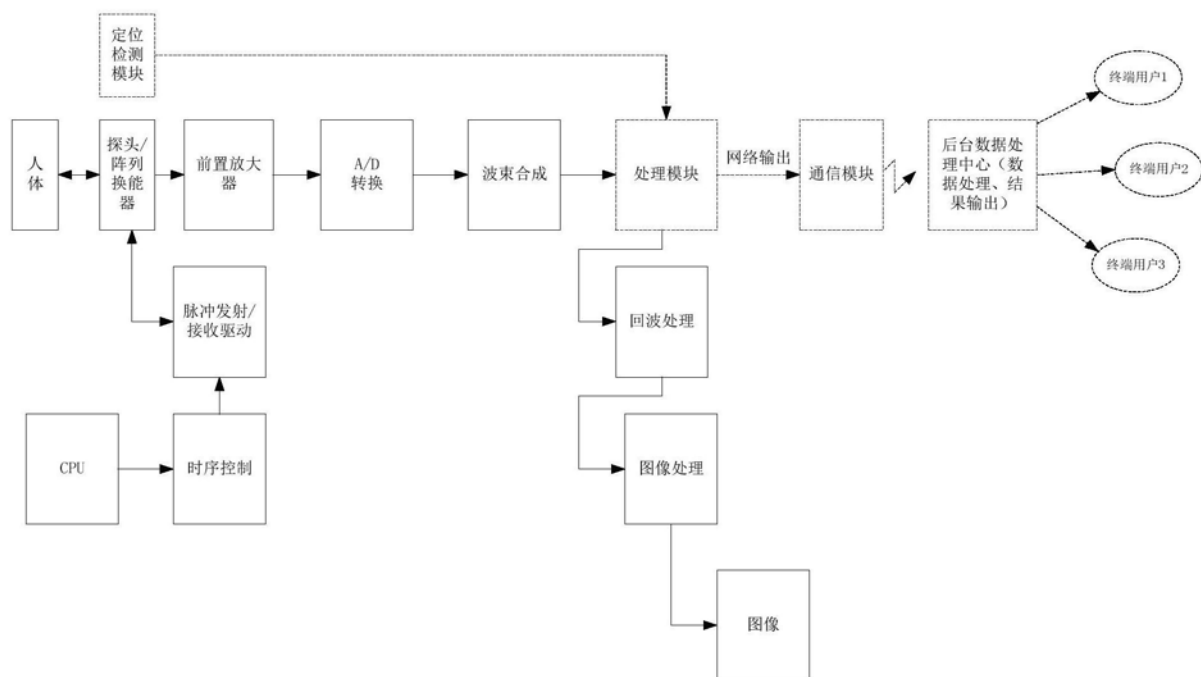 定位
检测
模块
终端用户1
人
体
探头/
阵列
换能
器
前置放大
器
A/D
转换
波束合成
处理模块
网络输出
通信模块
后台数据处
理中心（数
据处理、结
果输出）
终端用户2
终端用户3
脉冲发射/
接收驱动
回波处理
CPU
时序控制
图像处理
图像